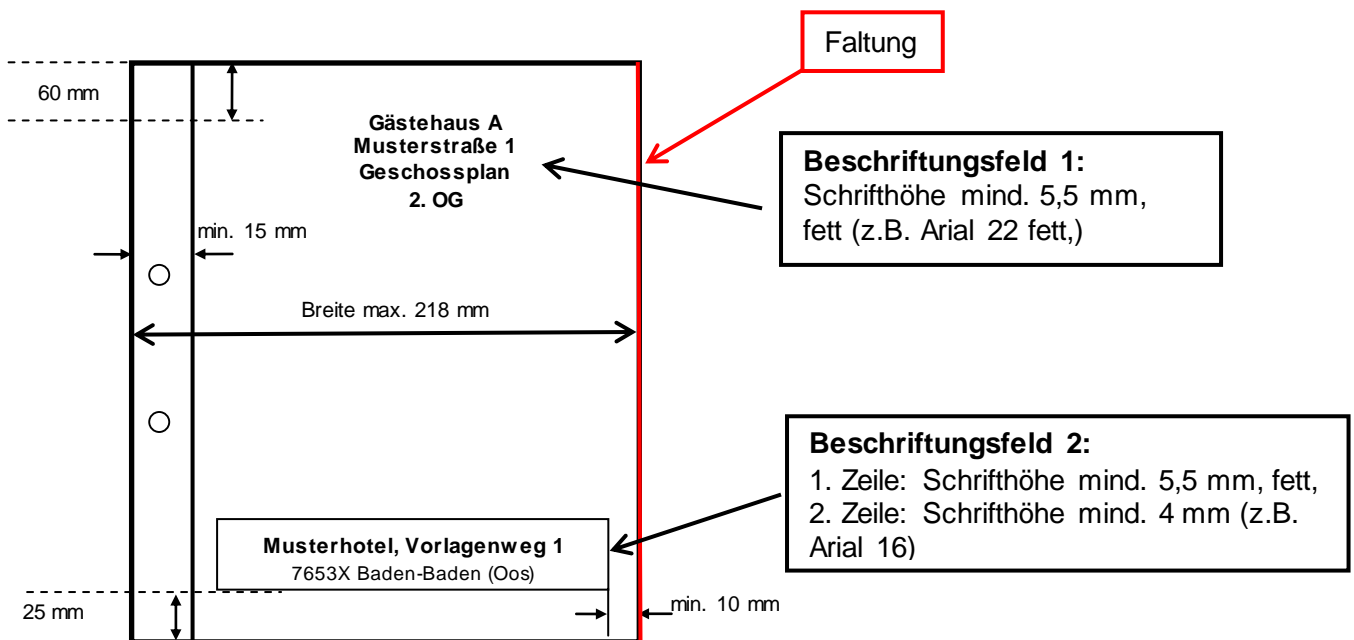 Faltung
60 mm
Gästehaus A
Musterstraße 1
Geschossplan
2. OG
Beschriftungsfeld 1:
Schrifthöhe mind. 5,5 mm,
fett (z.B. Arial 22 fett,)
min. 15 mm
Breite max. 218 mm
Beschriftungsfeld 2:
1. Zeile: Schrifthöhe mind. 5,5 mm, fett,
2. Zeile: Schrifthöhe mind. 4 mm (z.B.
Arial 16)
Musterhotel, Vorlagenweg 1
7653X Baden-Baden (Oos)
25 mm
min. 10 mm